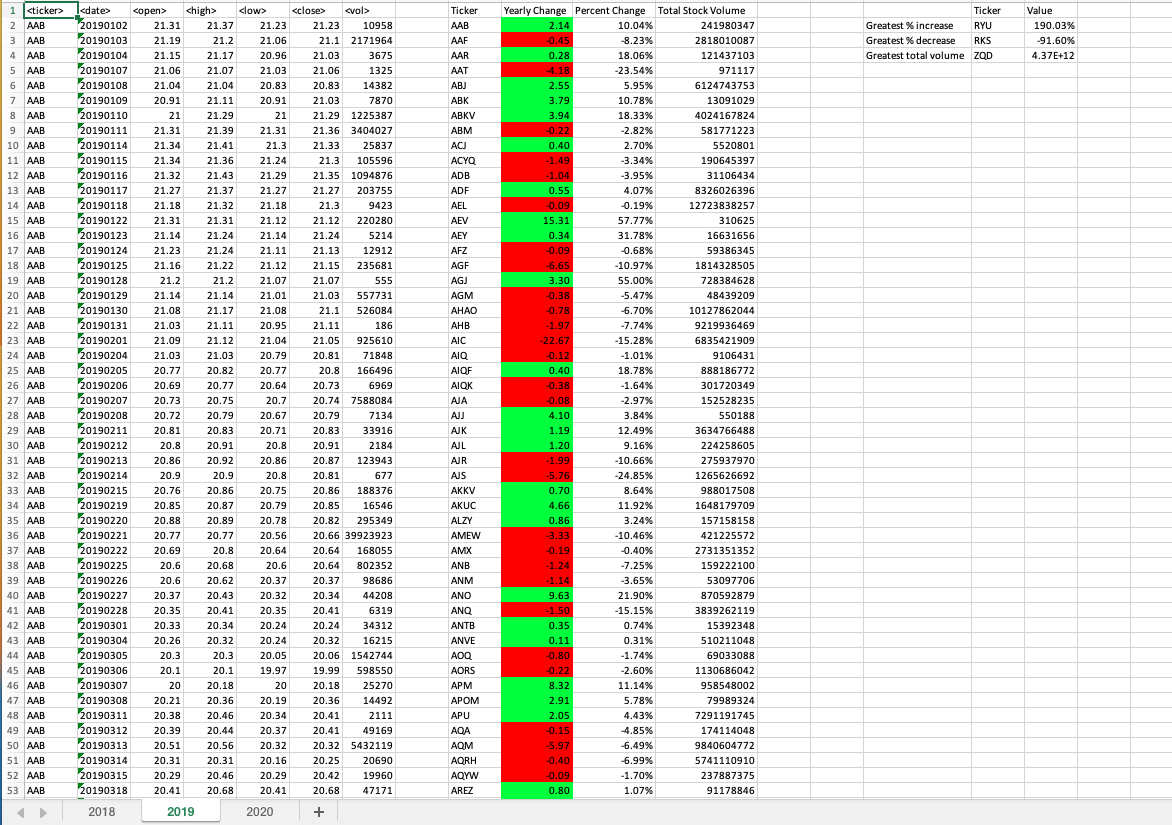 1 <ticker> <date> <open> <high> <low> <close> <vol> Ticker Yearly Change Percent Change Total Stock Volume Ticker Value
2 AAB 20190102 21.31 21.37 21.23 21.23 10958 AAB 2.14 10.04% 241980347 Greatest % increase RYU 190.03%
3 AAB 20190103 21.19 21.2 21.06 21.1 2171964 AAF -0.45 -8.23% 2818010087 Greatest % decrease RKS -91.60%
4 AAB 20190104 21.15 21.17 20.96 21.03 3675 AAR 0.28 18.06% 121437103 Greatest total volume ZQD 4.37E+12
5 AAB 20190107 21.06 21.07 21.03 21.06 1325 AAT -4.18 -23.54% 971117
6 AAB 20190108 21.04 21.04 20.83 20.83 14382 ABJ 2.55 5.95% 6124743753
7 AAB 20190109 20.91 21.11 20.91 21.03 7870 ABK 3.79 10.78% 13091029
8 AAB 20190110 21 21.29 21 21.29 1225387 ABKV 3.94 18.33% 4024167824
9 AAB 20190111 21.31 21.39 21.31 21.36 3404027 ABM -0.22 -2.82% 581771223
10 AAB 20190114 21.34 21.41 21.3 21.33 25837 ACJ 0.40 2.70% 5520801
11 AAB 20190115 21.34 21.36 21.24 21.3 105596 ACYQ -1.49 -3.34% 190645397
12 AAB 20190116 21.32 21.43 21.29 21.35 1094876 ADB -1.04 -3.95% 31106434
13 AAB 20190117 21.27 21.37 21.27 21.27 203755 ADF 0.55 4.07% 8326026396
14 AAB 20190118 21.18 21.32 21.18 21.3 9423 AEL -0.09 -0.19% 12723838257
15 AAB 20190122 21.31 21.31 21.12 21.12 220280 AEV 15.31 57.77% 310625
16 AAB 20190123 21.14 21.24 21.14 21.24 5214 AEY 0.34 31.78% 16631656
17 AAB 20190124 21.23 21.24 21.11 21.13 12912 AFZ -0.09 -0.68% 59386345
18 AAB 20190125 21.16 21.22 21.12 21.15 235681 AGF -6.65 -10.97% 1814328505
19 AAB 20190128 21.2 21.2 21.07 21.07 555 AGJ 3.30 55.00% 728384628
20 AAB 20190129 21.14 21.14 21.01 21.03 557731 AGM -0.38 -5.47% 48439209
21 AAB 20190130 21.08 21.17 21.08 21.1 526084 AHAO -0.78 -6.70% 10127862044
22 AAB 20190131 21.03 21.11 20.95 21.11 186 AHB -1.97 -7.74% 9219936469
23 AAB 20190201 21.09 21.12 21.04 21.05 925610 AIC -22.67 -15.28% 6835421909
24 AAB 20190204 21.03 21.03 20.79 20.81 71848 AIQ -0.12 -1.01% 9106431
25 AAB 20190205 20.77 20.82 20.77 20.8 166496 AIQF 0.40 18.78% 888186772
26 AAB 20190206 20.69 20.77 20.64 20.73 6969 AIQK -0.38 -1.64% 301720349
27 AAB 20190207 20.73 20.75 20.7 20.74 7588084 AJA -0.08 -2.97% 152528235
28 AAB 20190208 20.72 20.79 20.67 20.79 7134 AJJ 4.10 3.84% 550188
29 AAB 20190211 20.81 20.83 20.71 20.83 33916 AJK 1.19 12.49% 3634766488
30 AAB 20190212 20.8 20.91 20.8 20.91 2184 AJL 1.20 9.16% 224258605
31 AAB 20190213 20.86 20.92 20.86 20.87 123943 AJR -1.99 -10.66% 275937970
32 AAB 20190214 20.9 20.9 20.8 20.81 677 AJS -5.76 -24.85% 1265626692
33 AAB 20190215 20.76 20.86 20.75 20.86 188376 AKKV 0.70 8.64% 988017508
34 AAB 20190219 20.85 20.87 20.79 20.85 16546 AKUC 4.66 11.92% 1648179709
35 AAB 20190220 20.88 20.89 20.78 20.82 295349 ALZY 0.86 3.24% 157158158
36 AAB 20190221 20.77 20.77 20.56 20.66 39923923 AMEW -3.33 -10.46% 421225572
37 AAB 20190222 20.69 20.8 20.64 20.64 168055 AMX -0.19 -0.40% 2731351352
38 AAB 20190225 20.6 20.68 20.6 20.64 802352 ANB -1.24 -7.25% 159222100
39 AAB 20190226 20.6 20.62 20.37 20.37 98686 ANM -1.14 -3.65% 53097706
40 AAB 20190227 20.37 20.43 20.32 20.34 44208 ANO 9.63 21.90% 870592879
41 AAB 20190228 20.35 20.41 20.35 20.41 6319 ANQ -1.50 -15.15% 3839262119
42 AAB 20190301 20.33 20.34 20.24 20.24 34312 ANTB 0.35 0.74% 15392348
43 AAB 20190304 20.26 20.32 20.24 20.32 16215 ANVE 0.11 0.31% 510211048
44 AAB 20190305 20.3 20.3 20.05 20.06 1542744 AOQ -0.80 -1.74% 69033088
45 AAB 20190306 20.1 20.1 19.97 19.99 598550 AORS -0.22 -2.60% 1130686042
46 AAB 20190307 20 20.18 20 20.18 25270 APM 8.32 11.14% 958548002
47 AAB 20190308 20.21 20.36 20.19 20.36 14492 APOM 2.91 5.78% 79989324
48 AAB 20190311 20.38 20.46 20.34 20.41 2111 APU 2.05 4.43% 7291191745
49 AAB 20190312 20.39 20.44 20.37 20.41 49169 AQA -0.15 -4.85% 174114048
50 AAB 20190313 20.51 20.56 20.32 20.32 5432119 AQM -5.97 -6.49% 9840604772
51 AAB 20190314 20.31 20.31 20.16 20.25 20690 AQRH -0.40 -6.99% 5741110910
52 AAB 20190315 20.29 20.46 20.29 20.42 19960 AQYW -0.09 -1.70% 237887375
53 AAB 20190318 20.41 20.68 20.41 20.68 47171 AREZ 0.80 1.07% 91178846
2018 2019 2020 +